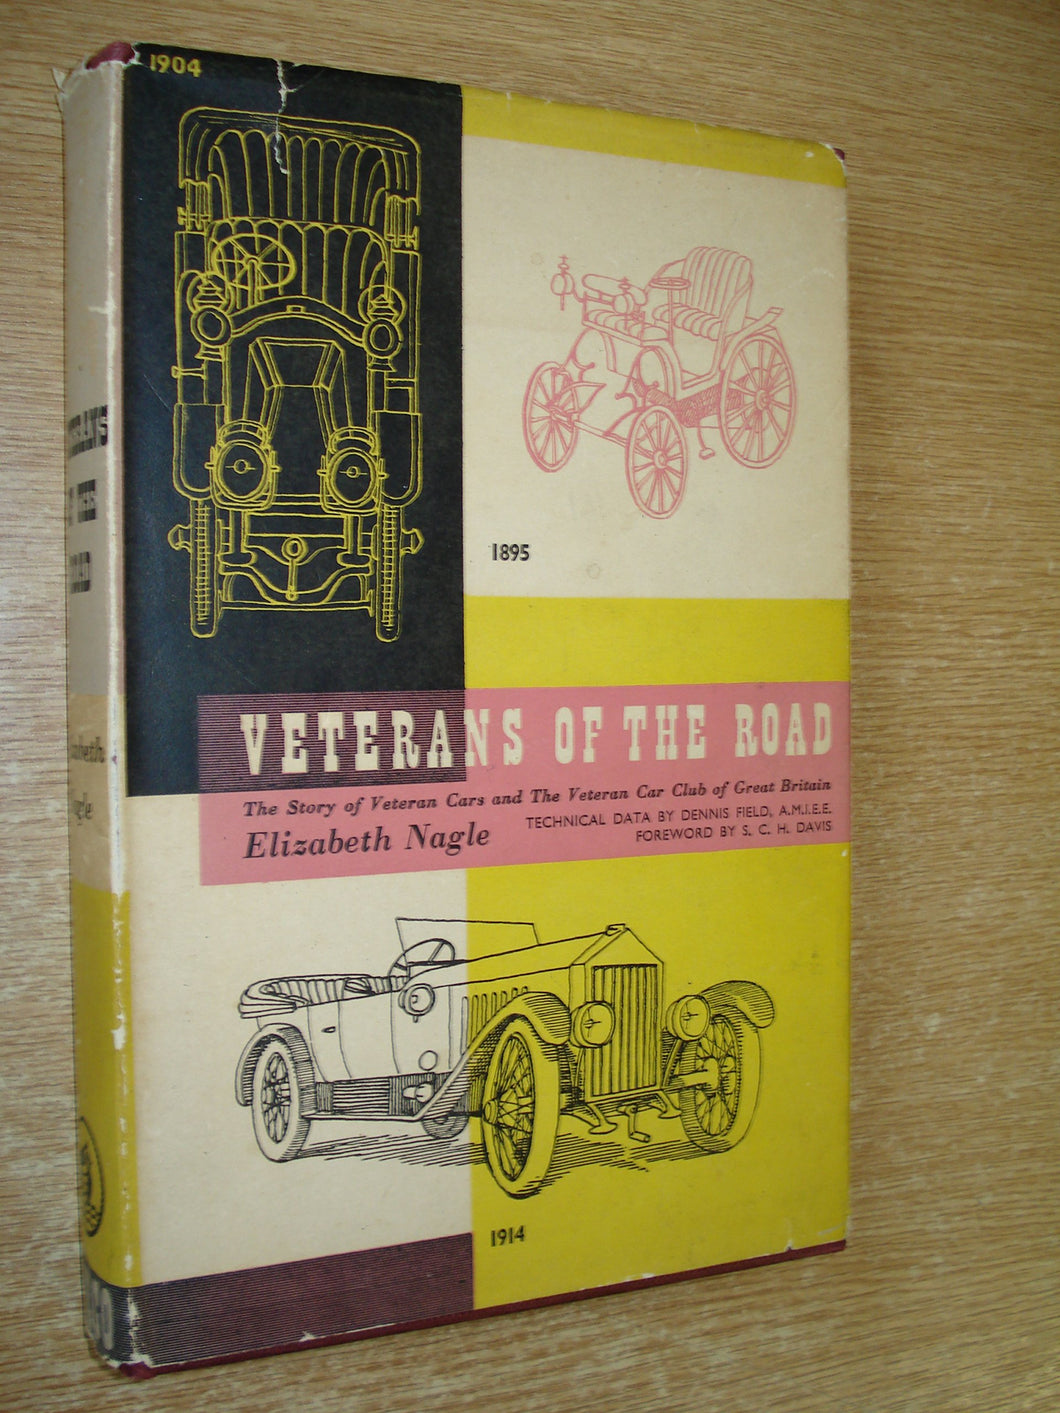 1904
1895
VETERANS OF THE ROAD
The Story of Veteran Cars and The Veteran Car Club of Great Britain
Elizabeth Nagle
TECHNICAL DATA BY DENNIS FIELD, A.M.I.E.E.
FOREWORD BY S. C. H. DAVIS
1914